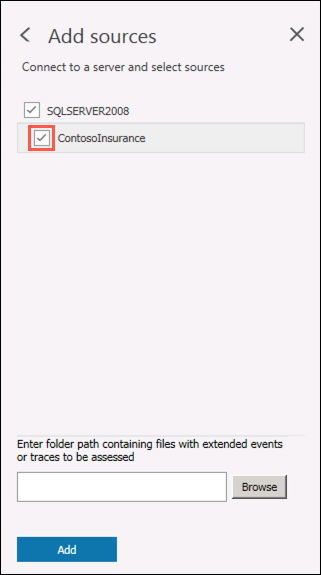 Add sources
Connect to a server and select sources
SQLSERVER2008
ContosoInsurance
Enter folder path containing files with extended events
or traces to be assessed
Browse
Add